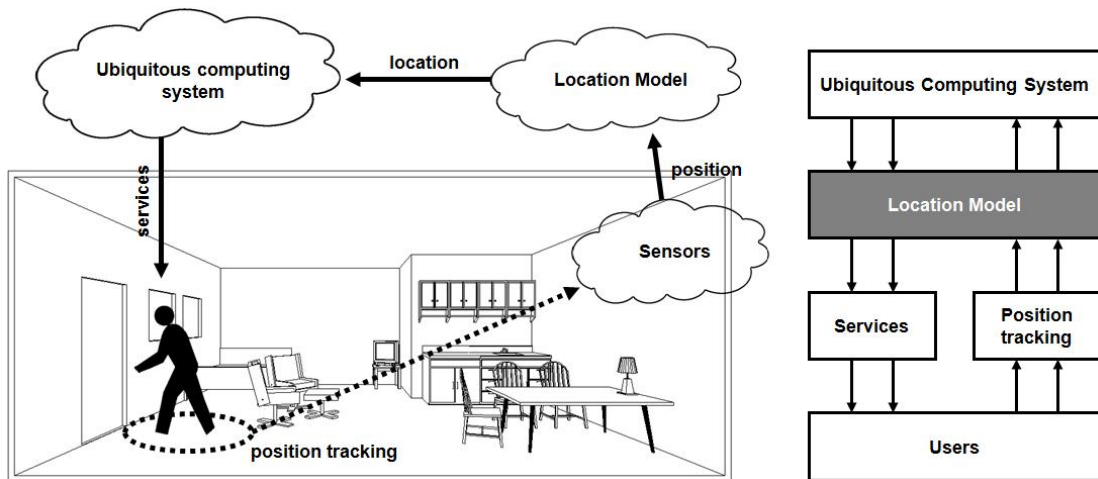 Ubiquitous computing
system
location
Location Model
position
services
Sensors
position tracking
Ubiquitous Computing System
Location Model
Services
Position
tracking
Users